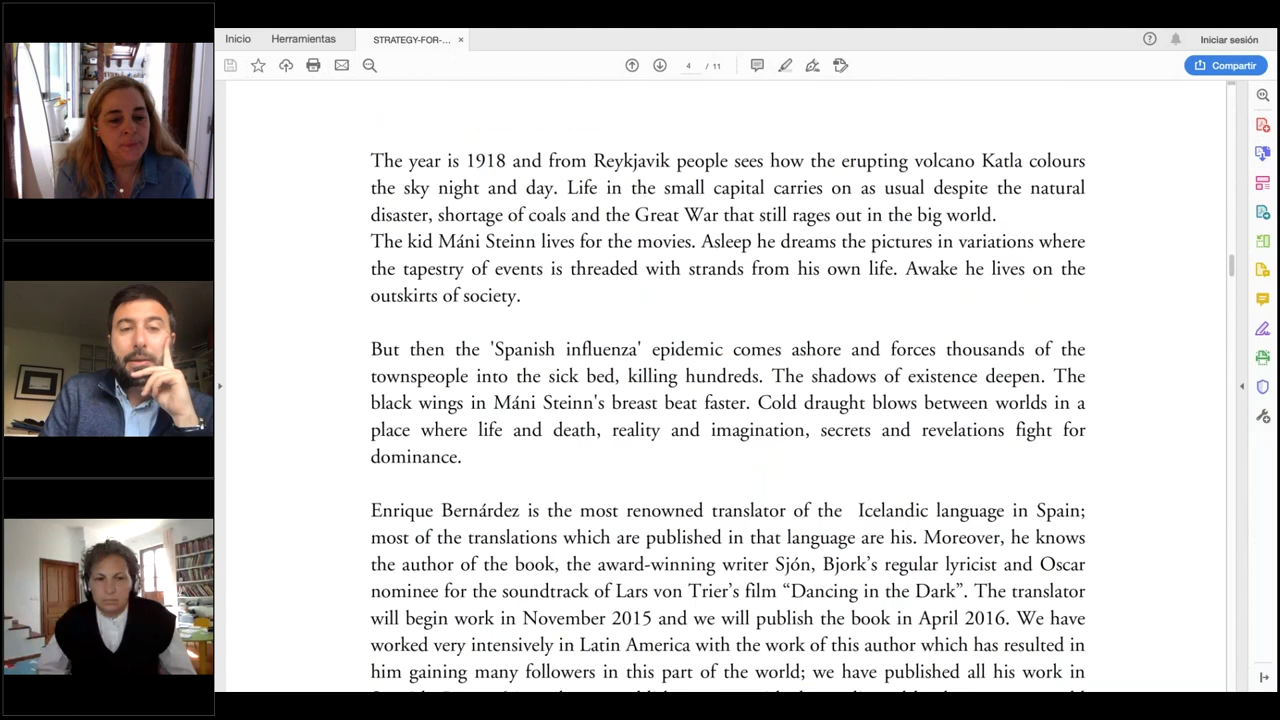 Inicio
Herramientas
STRATEGY-FOR-... ×
Iniciar sesión
4 / 11
Compartir
The year is 1918 and from Reykjavik people sees how the erupting volcano Katla colours
the sky night and day. Life in the small capital carries on as usual despite the natural
disaster, shortage of coals and the Great War that still rages out in the big world.
The kid Máni Steinn lives for the movies. Asleep he dreams the pictures in variations where
the tapestry of events is threaded with strands from his own life. Awake he lives on the
outskirts of society.
But then the 'Spanish influenza' epidemic comes ashore and forces thousands of the
townspeople into the sick bed, killing hundreds. The shadows of existence deepen. The
black wings in Máni Steinn's breast beat faster. Cold draught blows between worlds in a
place where life and death, reality and imagination, secrets and revelations fight for
dominance.
Enrique Bernárdez is the most renowned translator of the Icelandic language in Spain;
most of the translations which are published in that language are his. Moreover, he knows
the author of the book, the award-winning writer Sjón, Bjork’s regular lyricist and Oscar
nominee for the soundtrack of Lars von Trier’s film “Dancing in the Dark”. The translator
will begin work in November 2015 and we will publish the book in April 2016. We have
worked very intensively in Latin America with the work of this author which has resulted in
him gaining many followers in this part of the world; we have published all his work in